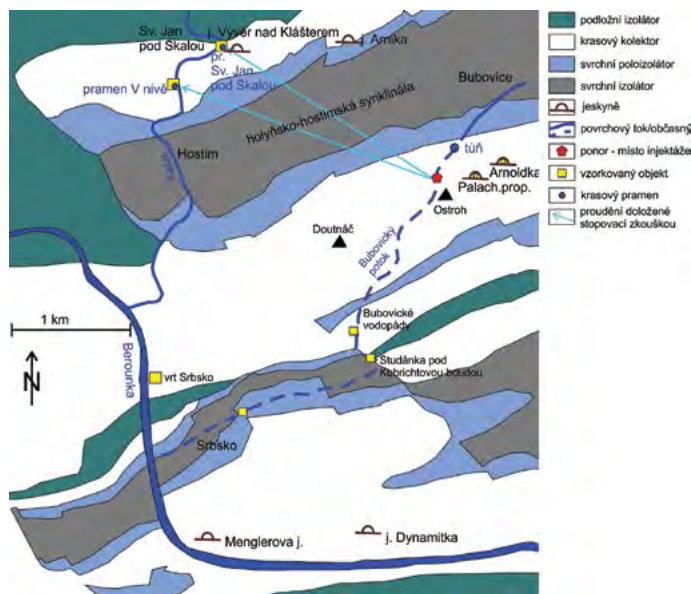 Sv. Jan
pod Skalou
j. Vyvěr nad Klášterem
j. Arnika
př.
Sv. Jan
pod Skalou
pramen V nivě
Bubovice
holyňsko-hostimská synklinála
Hostim
tůň
Arnoldka
Palach.prop.
Ostroh
Doutnáč
Bubovický
potok
1 km
N
Bubovické
vodopády
Berounka
vrt Srbsko
Studánka pod
Kubrichtovou boudou
Srbsko
Menglerova j.
j. Dynamitka
podložní izolátor
krasový kolektor
svrchní poloizolátor
svrchní izolátor
jeskyně
povrchový tok/občasný
ponor - místo injektáže
vzorkovaný objekt
krasový pramen
proudění doložené
stopovací zkouškou